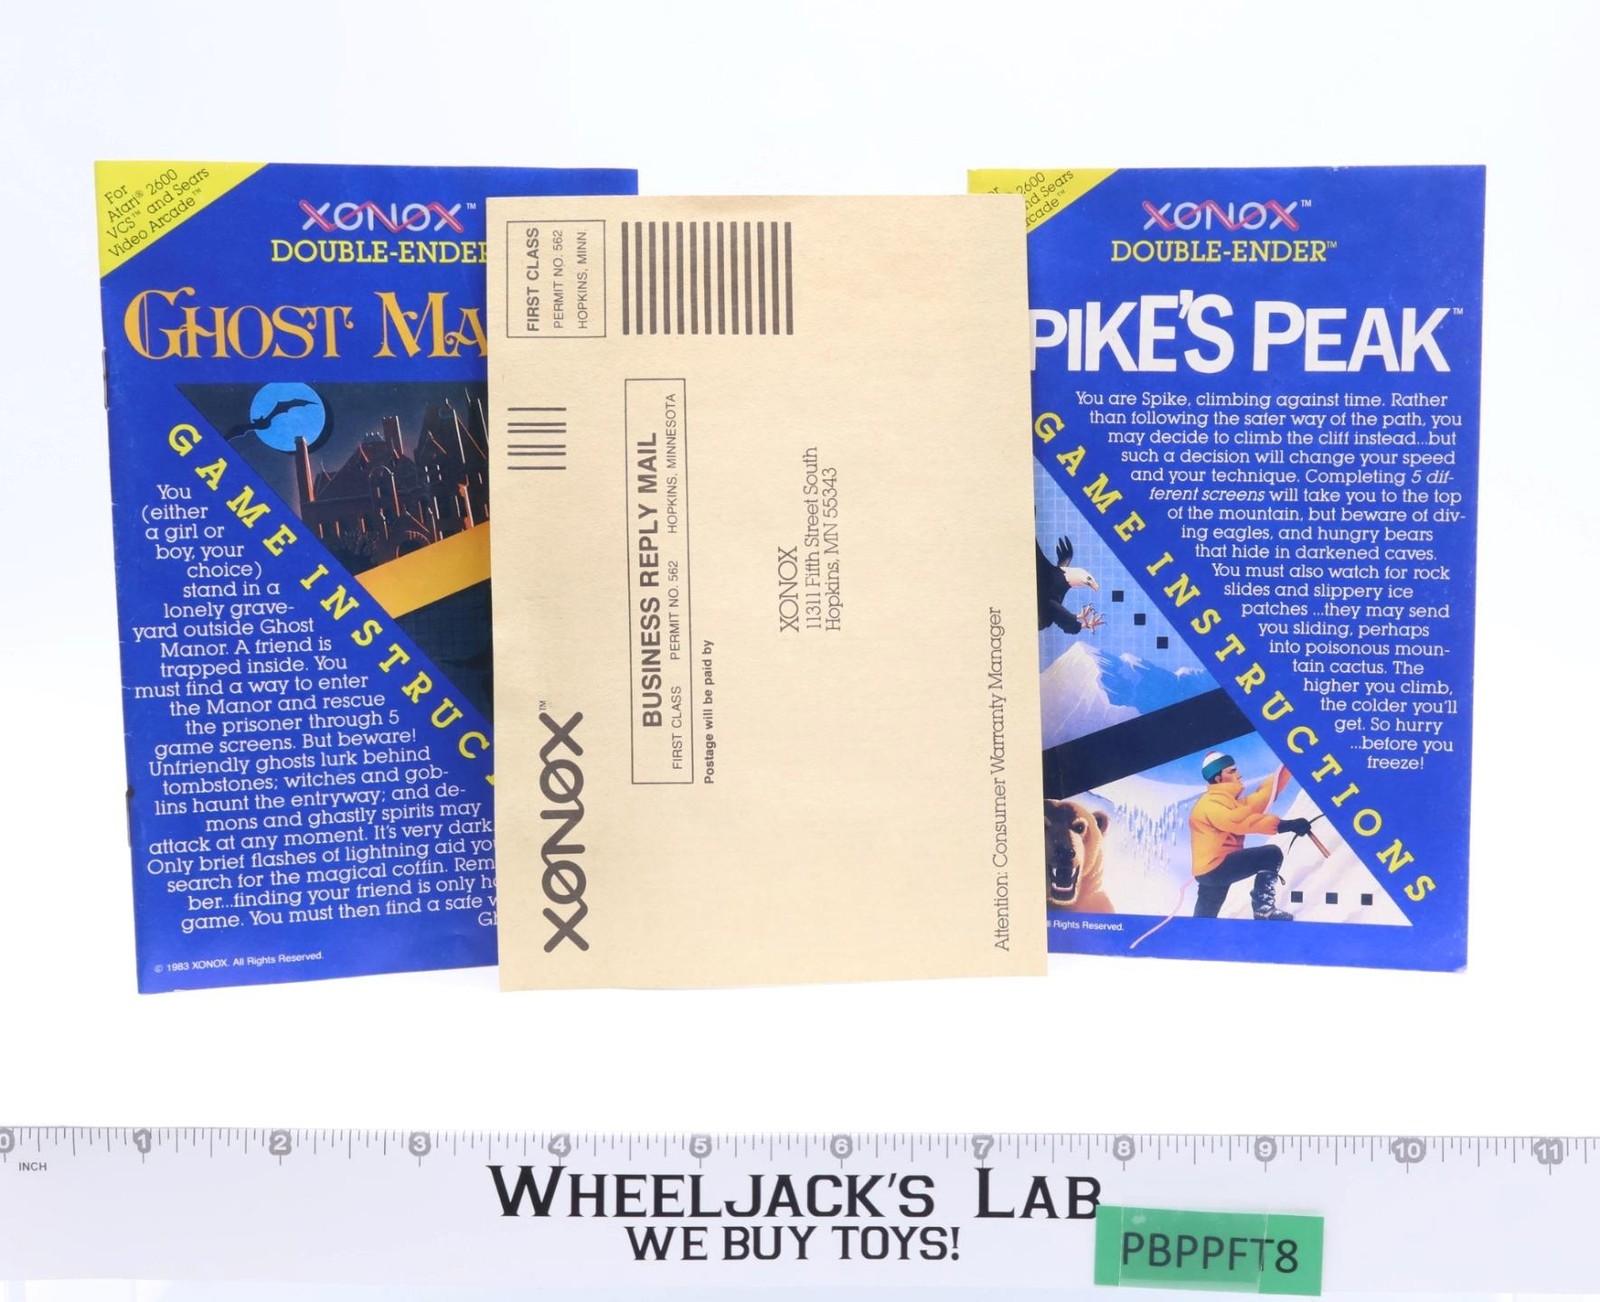 For
Atari® 2600
VCS™ and Sears
Video Arcade™
XONOX™
DOUBLE-ENDER
GHOST MA
GAME INSTRUC
You
(either
a girl or
boy, your
choice)
stand in a
lonely grave-
yard outside Ghost
Manor. A friend is
trapped inside. You
must find a way to enter
the Manor and rescue
the prisoner through 5
game screens. But beware!
Unfriendly ghosts lurk behind
tombstones; witches and gob-
lins haunt the entryway; and de-
mons and ghastly spirits may
attack at any moment. It's very dark.
Only brief flashes of lightning aid yo
search for the magical coffin. Rem
ber...finding your friend is only ha
game. You must then find a safe w
Gh
© 1983 XONOX. All Rights Reserved.
FIRST CLASS
PERMIT NO. 562
HOPKINS, MINN.
BUSINESS REPLY MAIL
FIRST CLASS PERMIT NO. 562 HOPKINS, MINNESOTA
Postage will be paid by
XONOX™
XONOX
11311 Fifth Street South
Hopkins, MN 55343
Attention: Consumer Warranty Manager
or
2600
nd Sears
rcade™
XONOX™
DOUBLE-ENDER™
PIKE'S PEAK™
GAME INSTRUCTIONS
You are Spike, climbing against time. Rather
than following the safer way of the path, you
may decide to climb the cliff instead...but
such a decision will change your speed
and your technique. Completing 5 dif-
ferent screens will take you to the top
of the mountain, but beware of div-
ing eagles, and hungry bears
that hide in darkened caves.
You must also watch for rock
slides and slippery ice
patches ...they may send
you sliding, perhaps
into poisonous moun-
tain cactus. The
higher you climb,
the colder you'll
get. So hurry
...before you
freeze!
ll Rights Reserved.
0 1 2 3 4 5 6 7 8 9 10 11
INCH
WHEELJACK'S LAB
WE BUY TOYS!
PBPPFT8